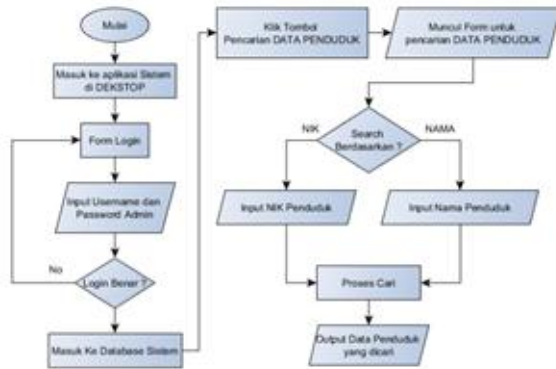 Mulai
Masuk ke aplikasi Sistem
di DEKSTOP
Form Login
Input Username dan
Password Admin
No
Login Benar ?
Masuk Ke Database Sistem
Klik Tombol
Pencarian DATA PENDUDUK
Muncul Form untuk
pencarian DATA PENDUDUK
NIK
Search
Berdasarkan ?
NAMA
Input NIK Penduduk
Input Nama Penduduk
Proses Cari
Output Data Penduduk
yang dicari